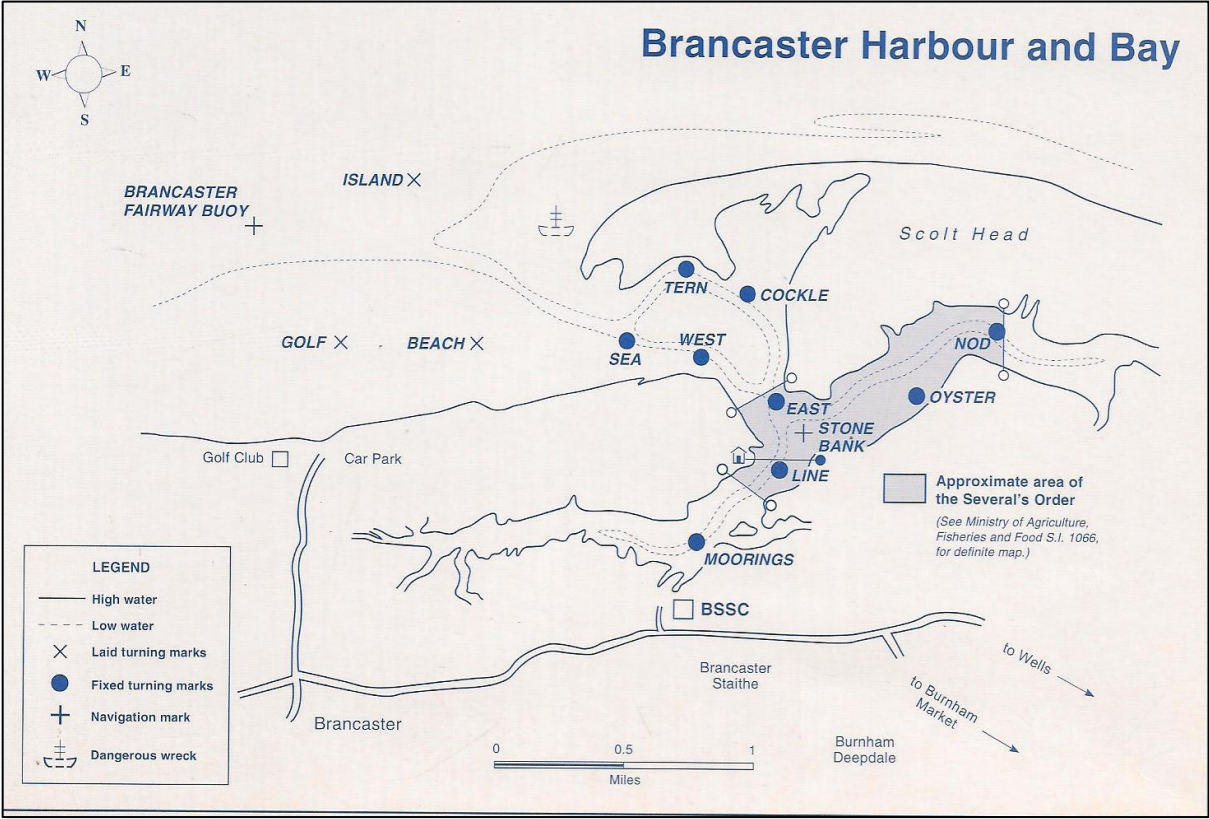 Brancaster Harbour and Bay
N
W
E
S
BRANCASTER
FAIRWAY BUOY
ISLAND
Scolt Head
TERN
COCKLE
GOLF
BEACH
SEA
WEST
NOD
EAST
OYSTER
STONE
BANK
LINE
Golf Club
Car Park
Approximate area of
the Several's Order
(See Ministry of Agriculture,
Fisheries and Food S.I. 1066,
for definite map.)
MOORINGS
BSSC
LEGEND
High water
Low water
Laid turning marks
Fixed turning marks
Navigation mark
Dangerous wreck
Brancaster
Staithe
to Wells
to Burnham
Market
Brancaster
Burnham
Deepdale
0
0.5
1
Miles